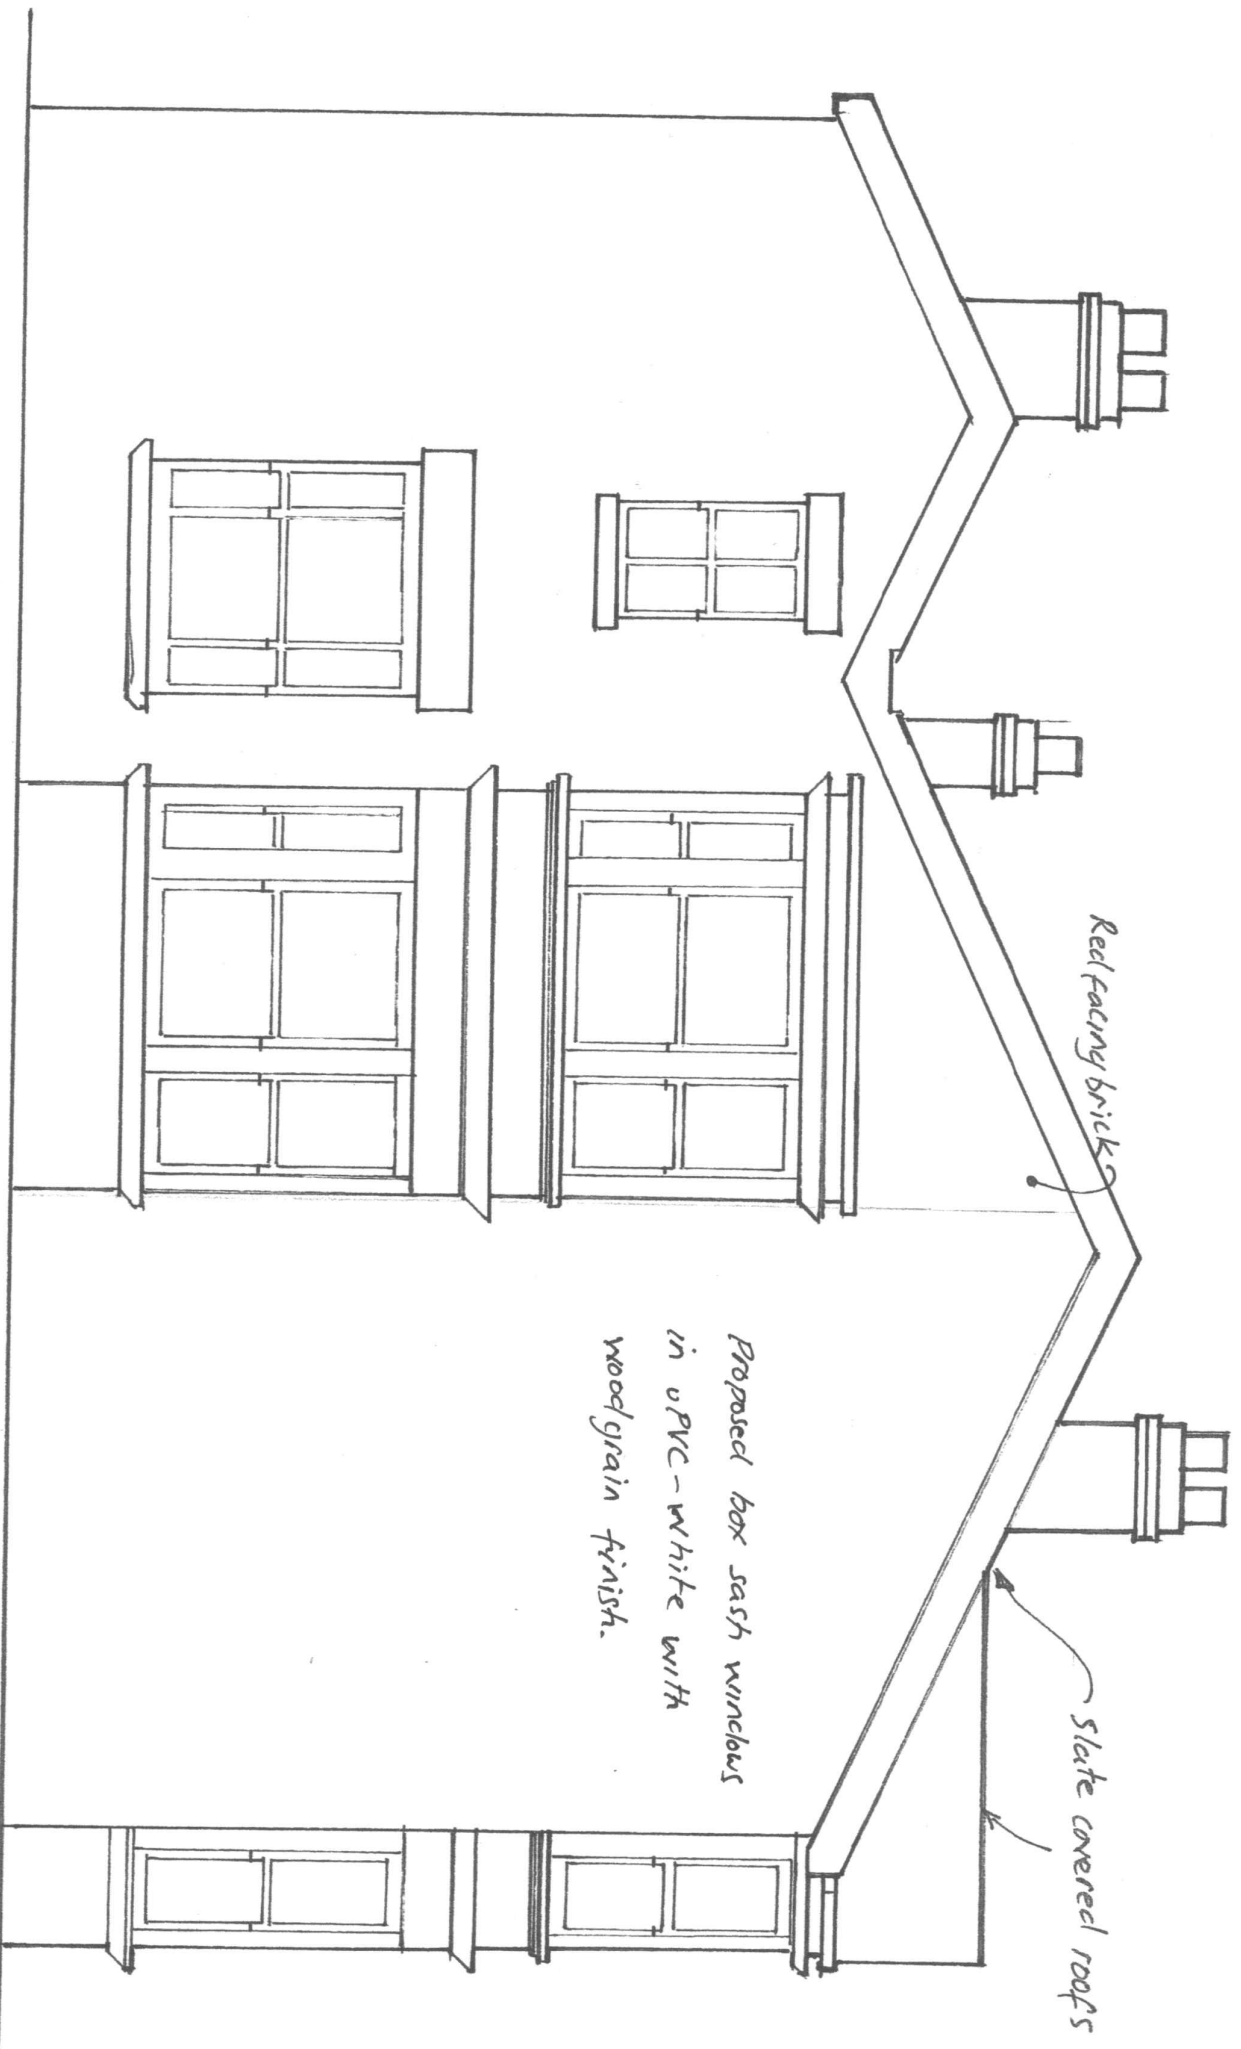 Red facing brick
Slate covered roofs
Proposed box sash windows
in uPVC - white with
woodgrain finish.